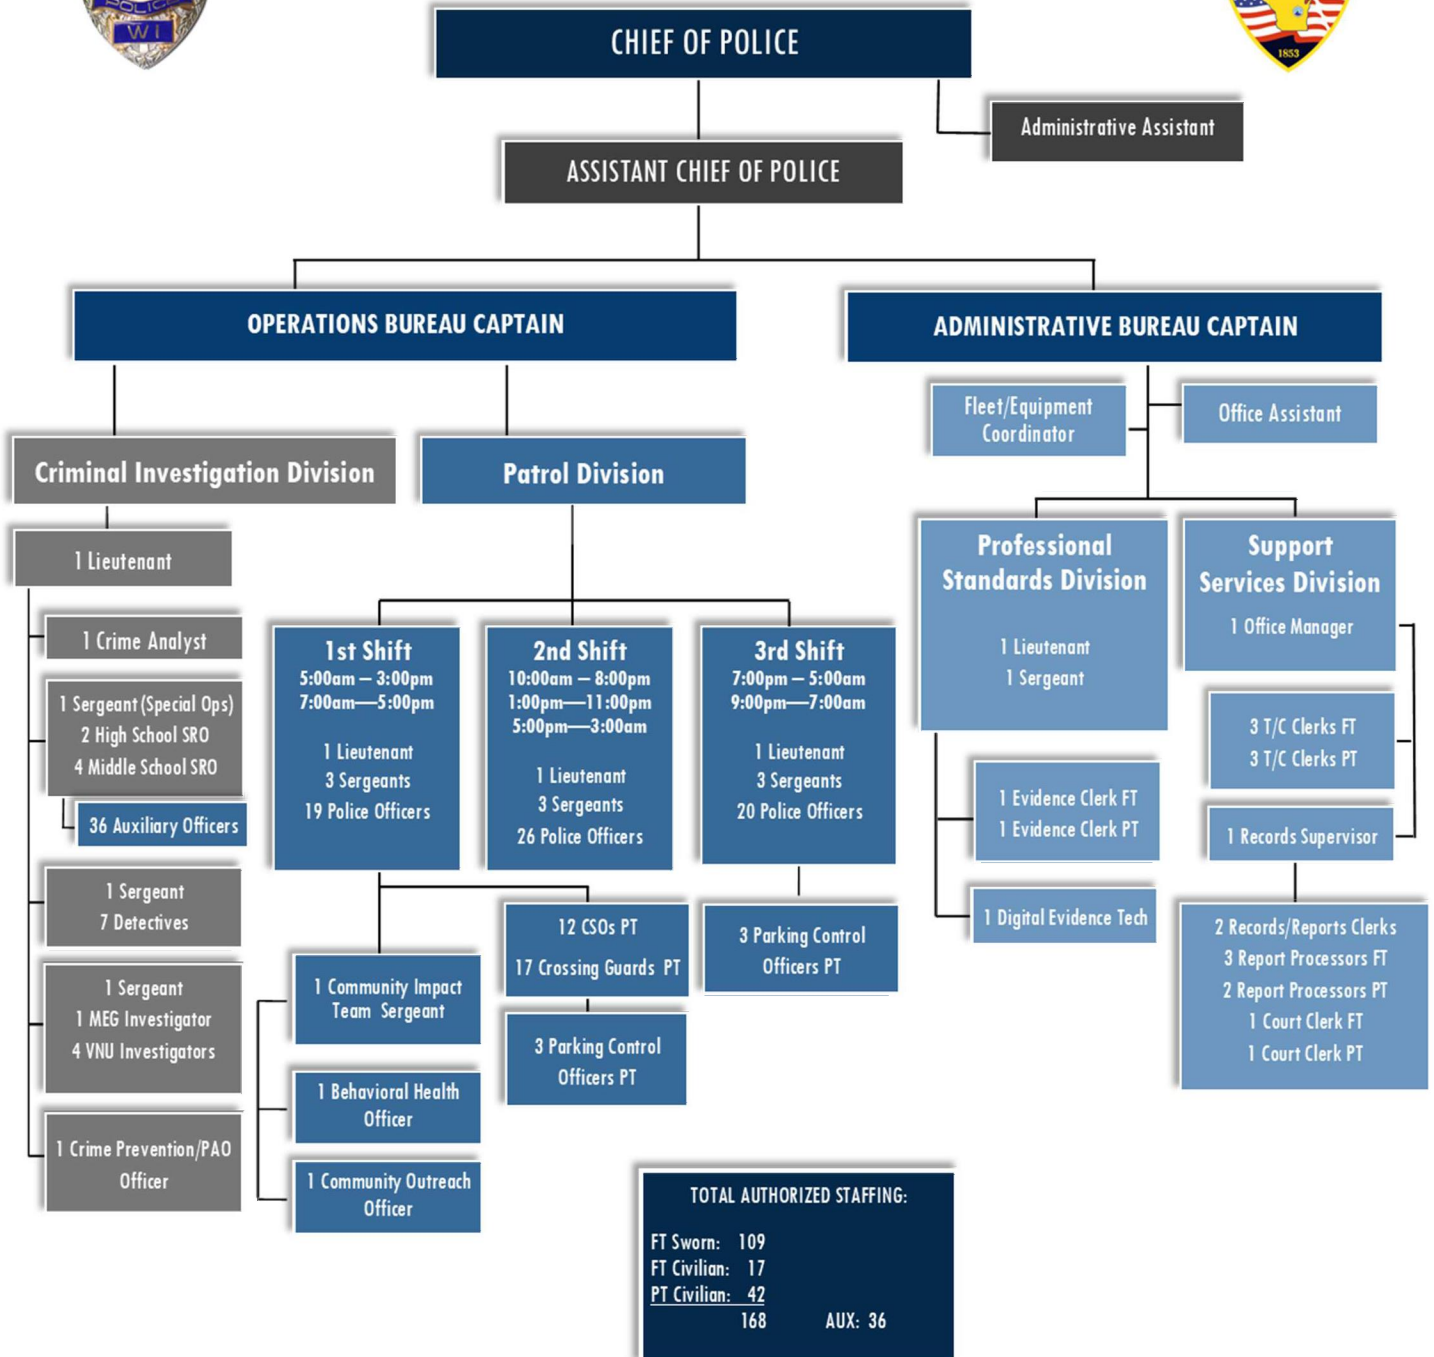 POLICE
WI
1853
CHIEF OF POLICE
Administrative Assistant
ASSISTANT CHIEF OF POLICE
OPERATIONS BUREAU CAPTAIN
ADMINISTRATIVE BUREAU CAPTAIN
Fleet/Equipment
Coordinator
Office Assistant
Criminal Investigation Division
Patrol Division
1 Lieutenant
1 Crime Analyst
1 Sergeant (Special Ops)
2 High School SRO
4 Middle School SRO
36 Auxiliary Officers
1 Sergeant
7 Detectives
1 Sergeant
1 MEG Investigator
4 VNU Investigators
1 Crime Prevention/PAO
Officer
1st Shift
5:00am – 3:00pm
7:00am—5:00pm
1 Lieutenant
3 Sergeants
19 Police Officers
2nd Shift
10:00am – 8:00pm
1:00pm—11:00pm
5:00pm—3:00am
1 Lieutenant
3 Sergeants
26 Police Officers
3rd Shift
7:00pm – 5:00am
9:00pm—7:00am
1 Lieutenant
3 Sergeants
20 Police Officers
1 Community Impact
Team Sergeant
1 Behavioral Health
Officer
1 Community Outreach
Officer
12 CSOs PT
17 Crossing Guards PT
3 Parking Control
Officers PT
3 Parking Control
Officers PT
Professional
Standards Division
1 Lieutenant
1 Sergeant
1 Evidence Clerk FT
1 Evidence Clerk PT
1 Digital Evidence Tech
Support
Services Division
1 Office Manager
3 T/C Clerks FT
3 T/C Clerks PT
1 Records Supervisor
2 Records/Reports Clerks
3 Report Processors FT
2 Report Processors PT
1 Court Clerk FT
1 Court Clerk PT
TOTAL AUTHORIZED STAFFING:
FT Sworn: 109
FT Civilian: 17
PT Civilian: 42
168 AUX: 36